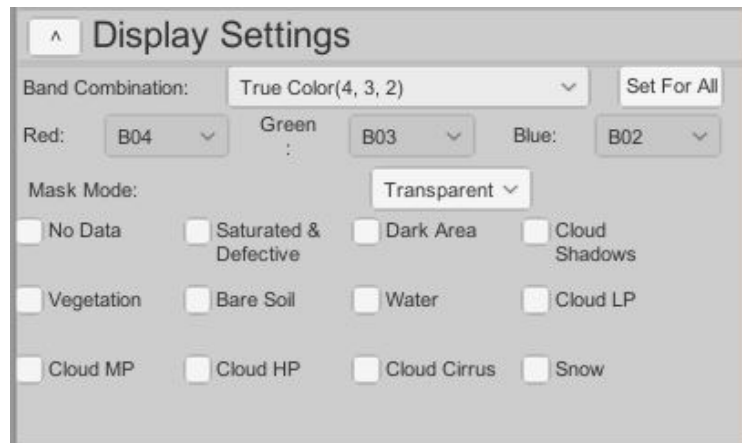 ^ Display Settings
Band Combination: True Color(4, 3, 2) Set For All
Red: B04 Green : B03 Blue: B02
Mask Mode: Transparent
No Data Saturated & Defective Dark Area Cloud Shadows
Vegetation Bare Soil Water Cloud LP
Cloud MP Cloud HP Cloud Cirrus Snow